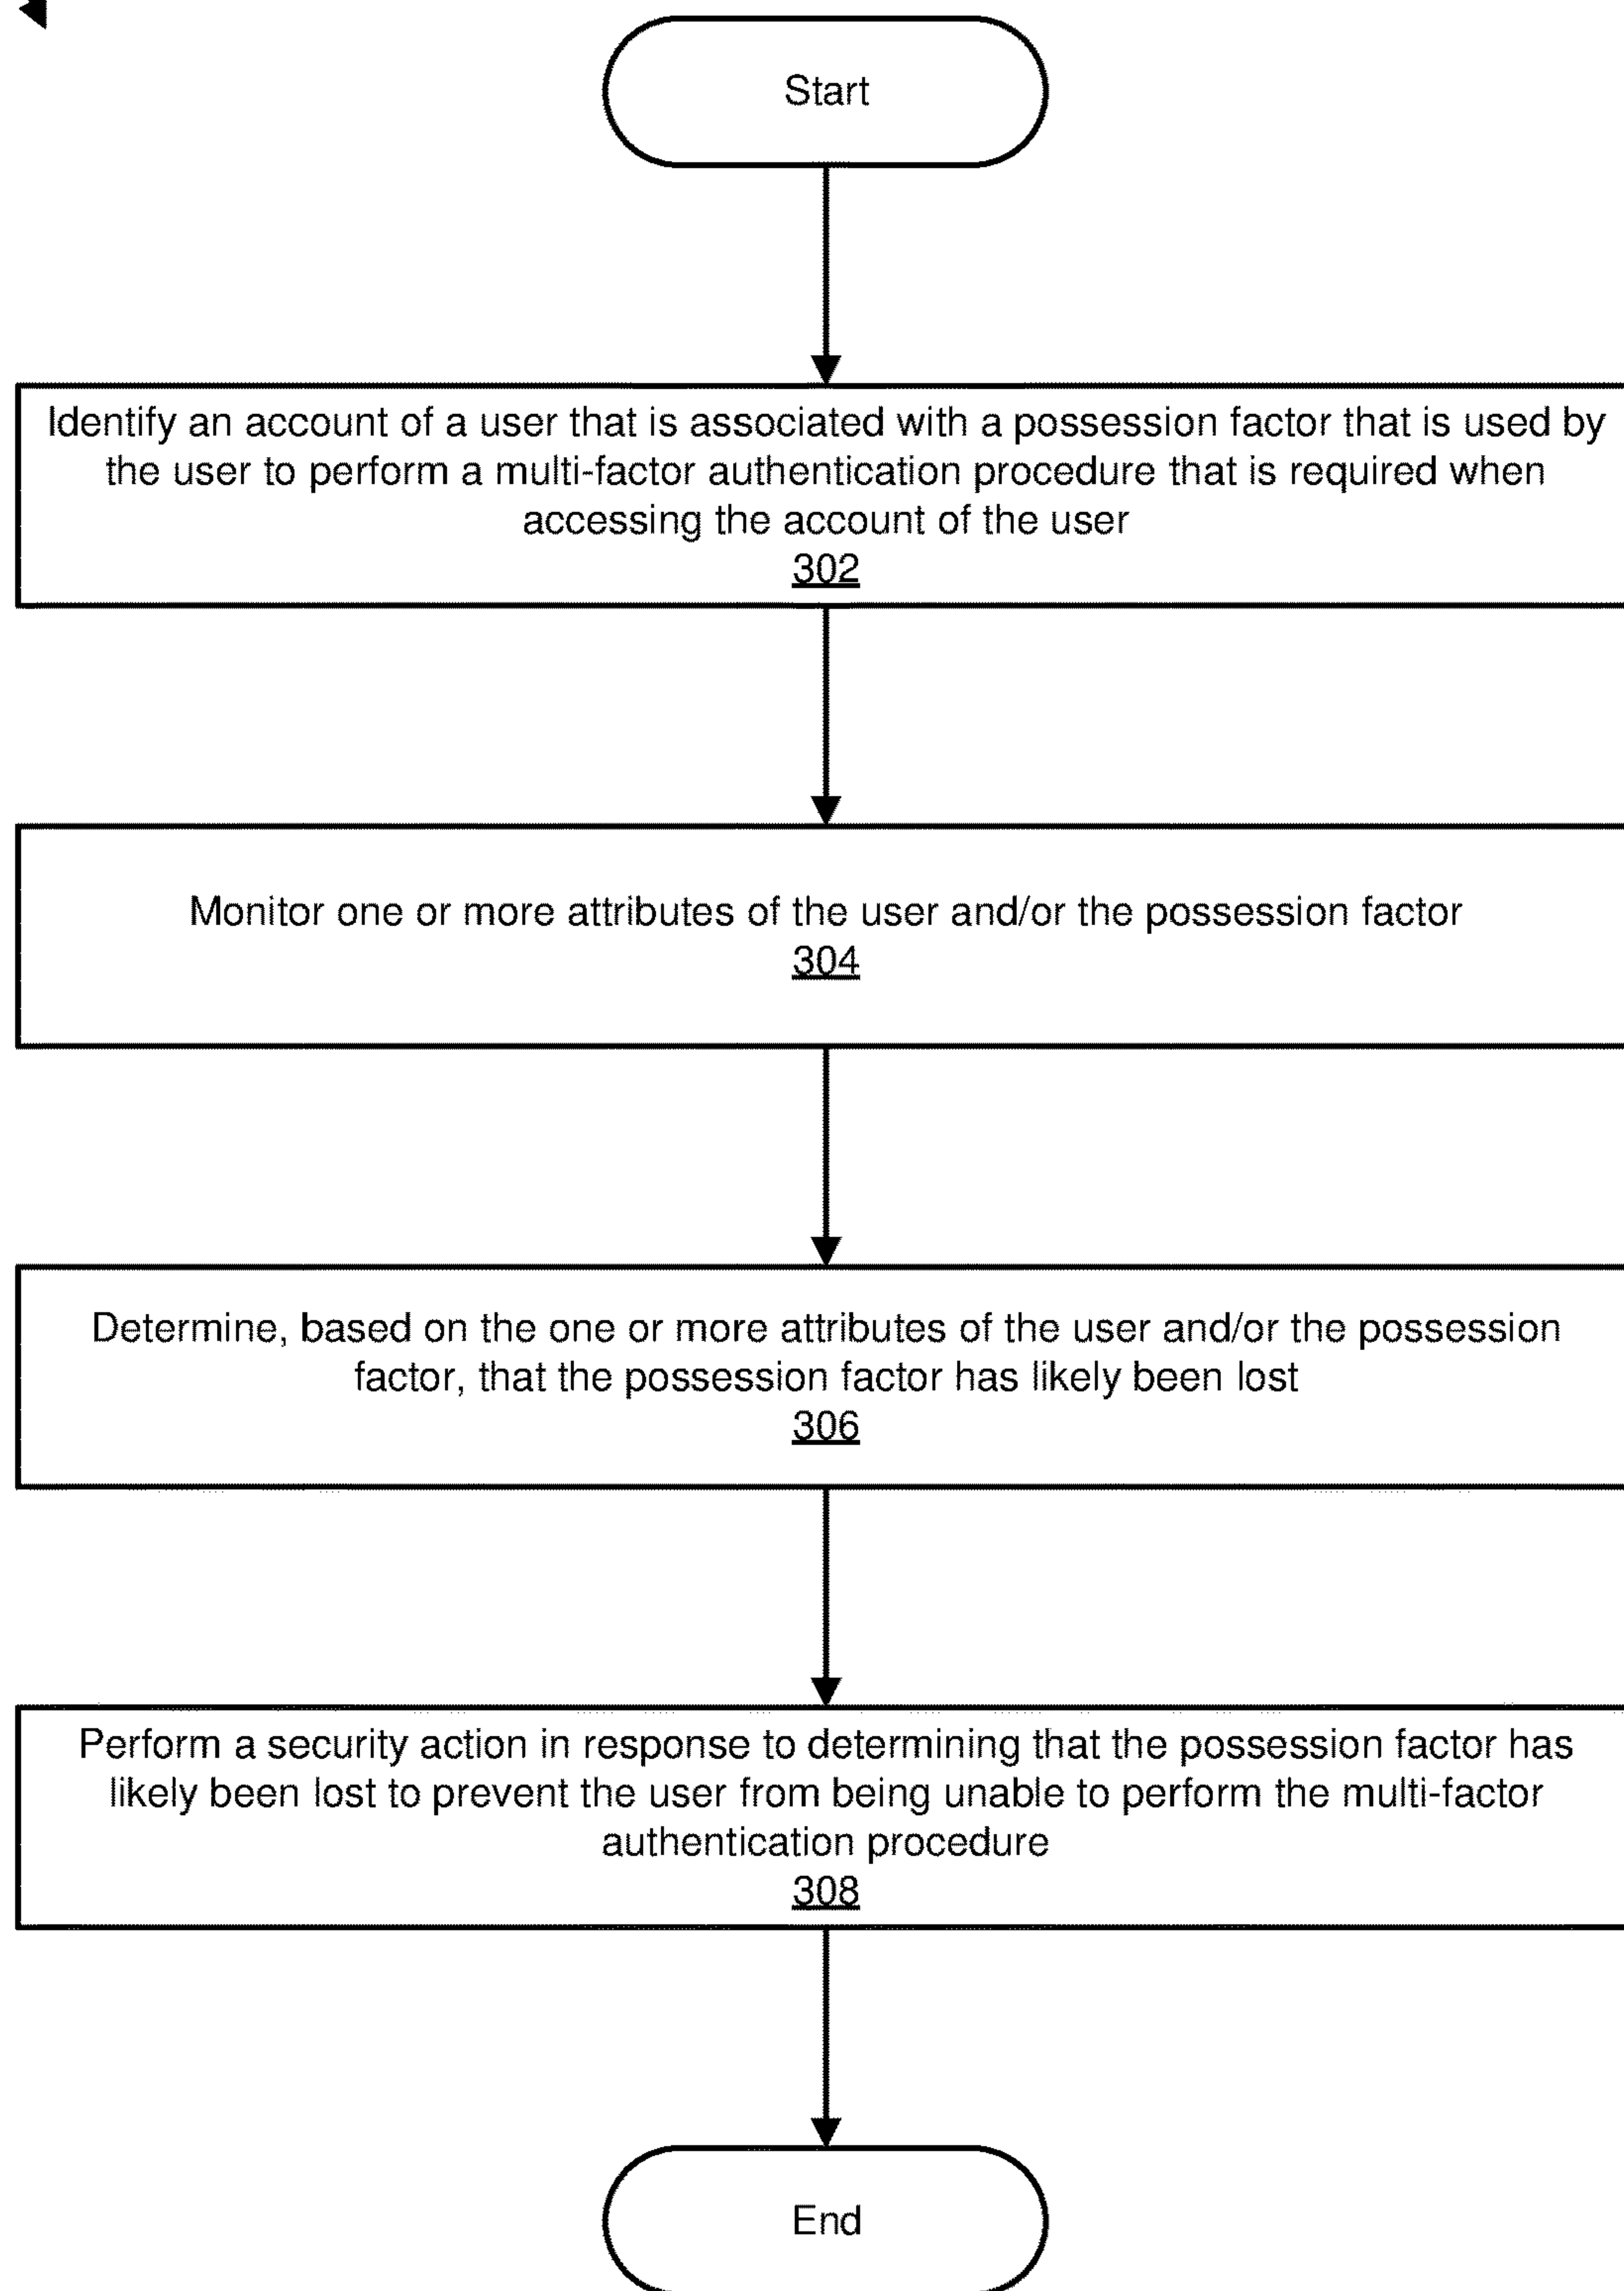 Start
Identify an account of a user that is associated with a possession factor that is used by
the user to perform a multi-factor authentication procedure that is required when
accessing the account of the user
302
Monitor one or more attributes of the user and/or the possession factor
304
Determine, based on the one or more attributes of the user and/or the possession
factor, that the possession factor has likely been lost
306
Perform a security action in response to determining that the possession factor has
likely been lost to prevent the user from being unable to perform the multi-factor
authentication procedure
308
End